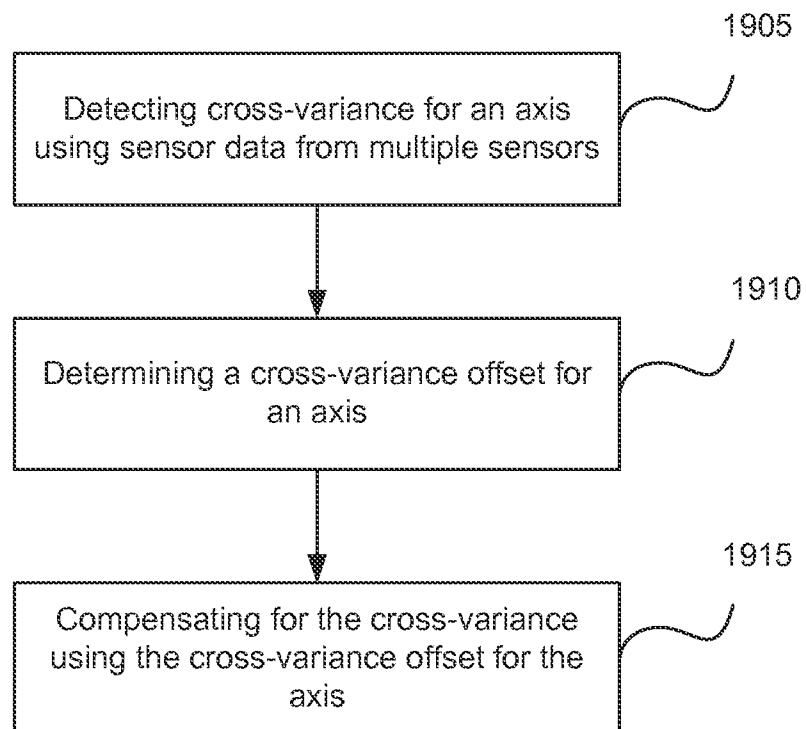 1905
Detecting cross-variance for an axis
using sensor data from multiple sensors
1910
Determining a cross-variance offset for
an axis
1915
Compensating for the cross-variance
using the cross-variance offset for the
axis